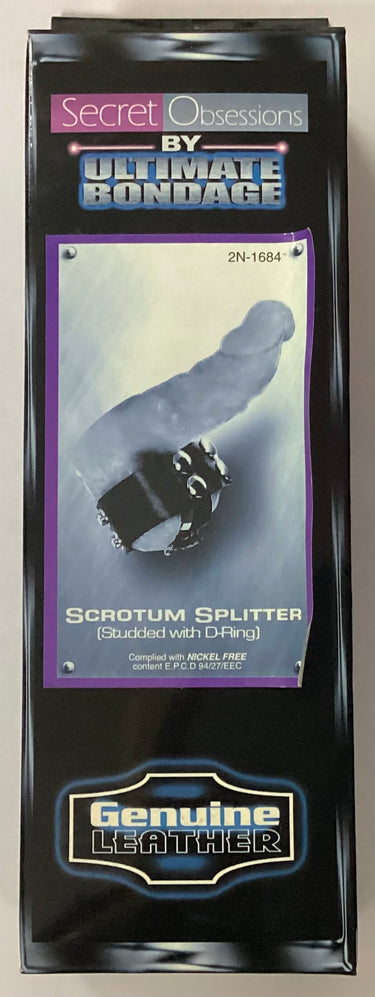 Secret Obsessions
BY
ULTIMATE
BONDAGE
2N-1684™
SCROTUM SPLITTER
(Studded with D-Ring)
Complied with NICKEL FREE
content E.P.C.D 94/27/EEC
Genuine
LEATHER